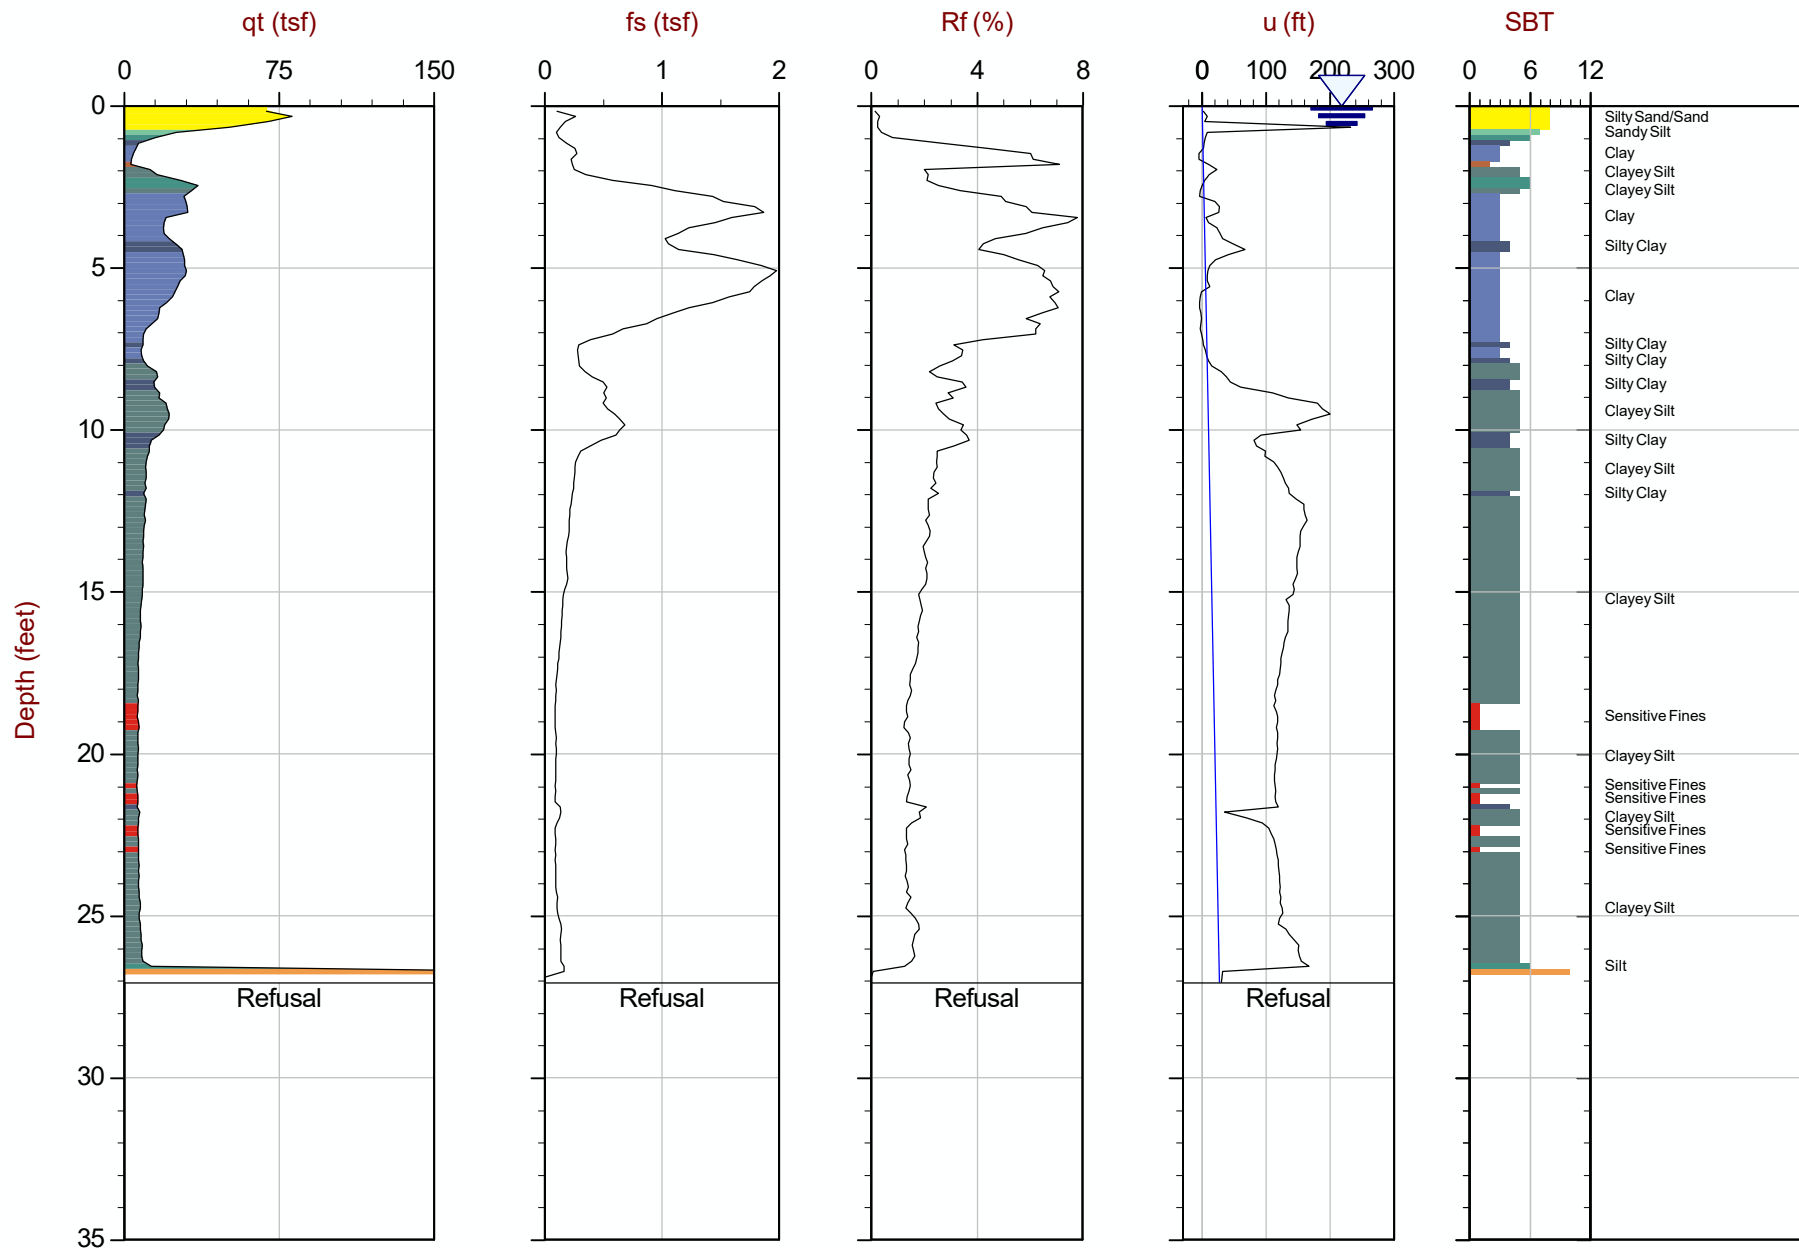 qt (tsf) fs (tsf) Rf (%) u (ft) SBT
0 75 150 0 1 2 0 4 8 0 100 200 300 0 6 12
0
Silty Sand/Sand
Sandy Silt
Clay
Clayey Silt
Clayey Silt
Clay
Silty Clay
5
Clay
Silty Clay
Silty Clay
Silty Clay
Clayey Silt
10
Silty Clay
Clayey Silt
Silty Clay
15
Clayey Silt
Depth (feet)
Sensitive Fines
20
Clayey Silt
Sensitive Fines
Sensitive Fines
Clayey Silt
Sensitive Fines
Sensitive Fines
Clayey Silt
25
Silt
Refusal Refusal Refusal Refusal
30
35